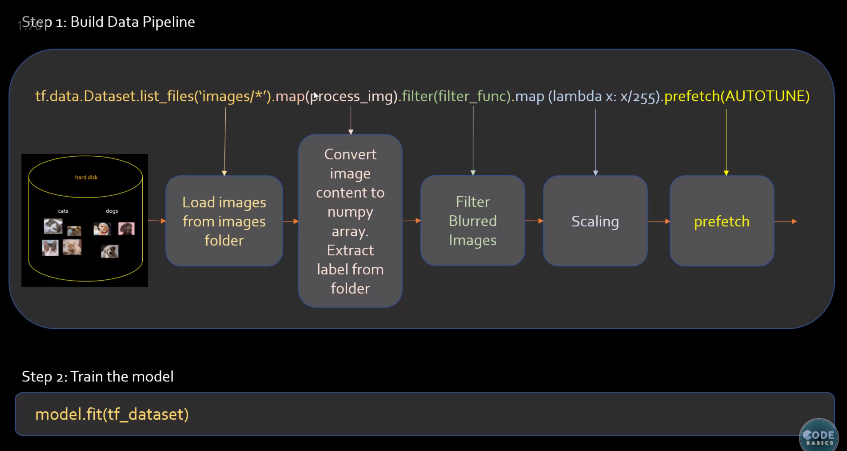 Step 1: Build Data Pipeline
tf.data.Dataset.list_files('images/*').map(process_img).filter(filter_func).map (lambda x: x/255).prefetch(AUTOTUNE)
hard disk
cats dogs
Load images
from images
folder
Convert
image
content to
numpy
array.
Extract
label from
folder
Filter
Blurred
Images
Scaling
prefetch
Step 2: Train the model
model.fit(tf_dataset)
CODE
BASICS